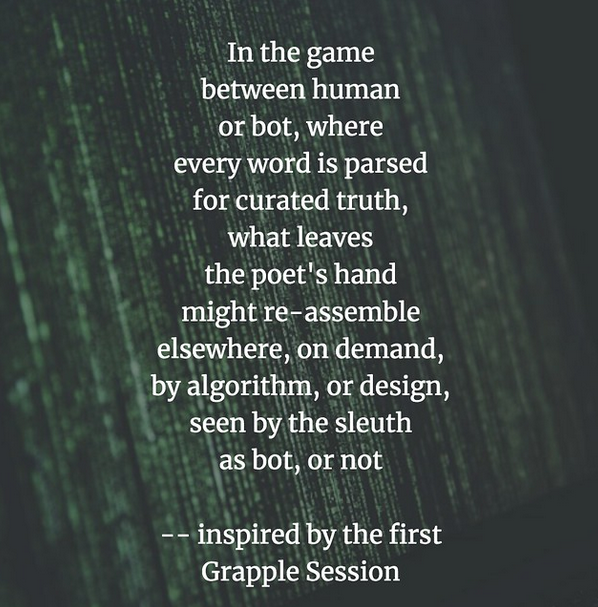 In the game
between human
or bot, where
every word is parsed
for curated truth,
what leaves
the poet's hand
might re-assemble
elsewhere, on demand,
by algorithm, or design,
seen by the sleuth
as bot, or not
-- inspired by the first
Grapple Session